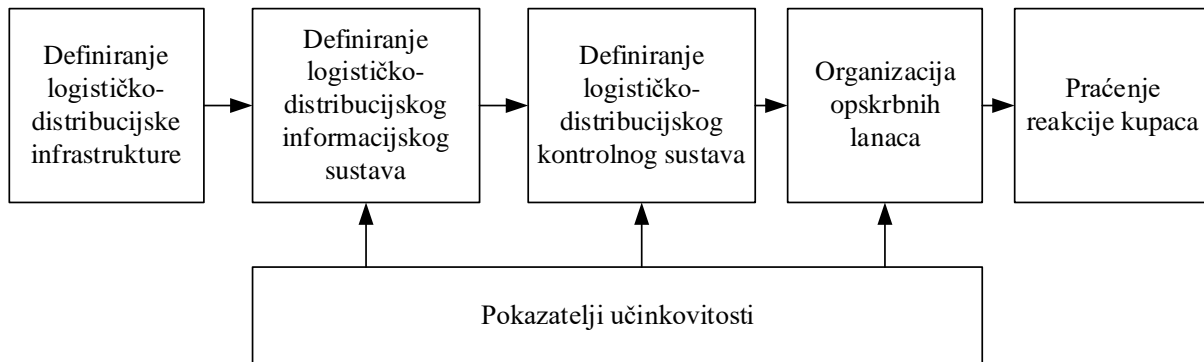 Definiranje
logističko-
distribucijske
infrastrukture
Definiranje
logističko-
distribucijskog
informacijskog
sustava
Definiranje
logističko-
distribucijskog
kontrolnog sustava
Organizacija
opskrbnih
lanaca
Praćenje
reakcije kupaca
Pokazatelji učinkovitosti